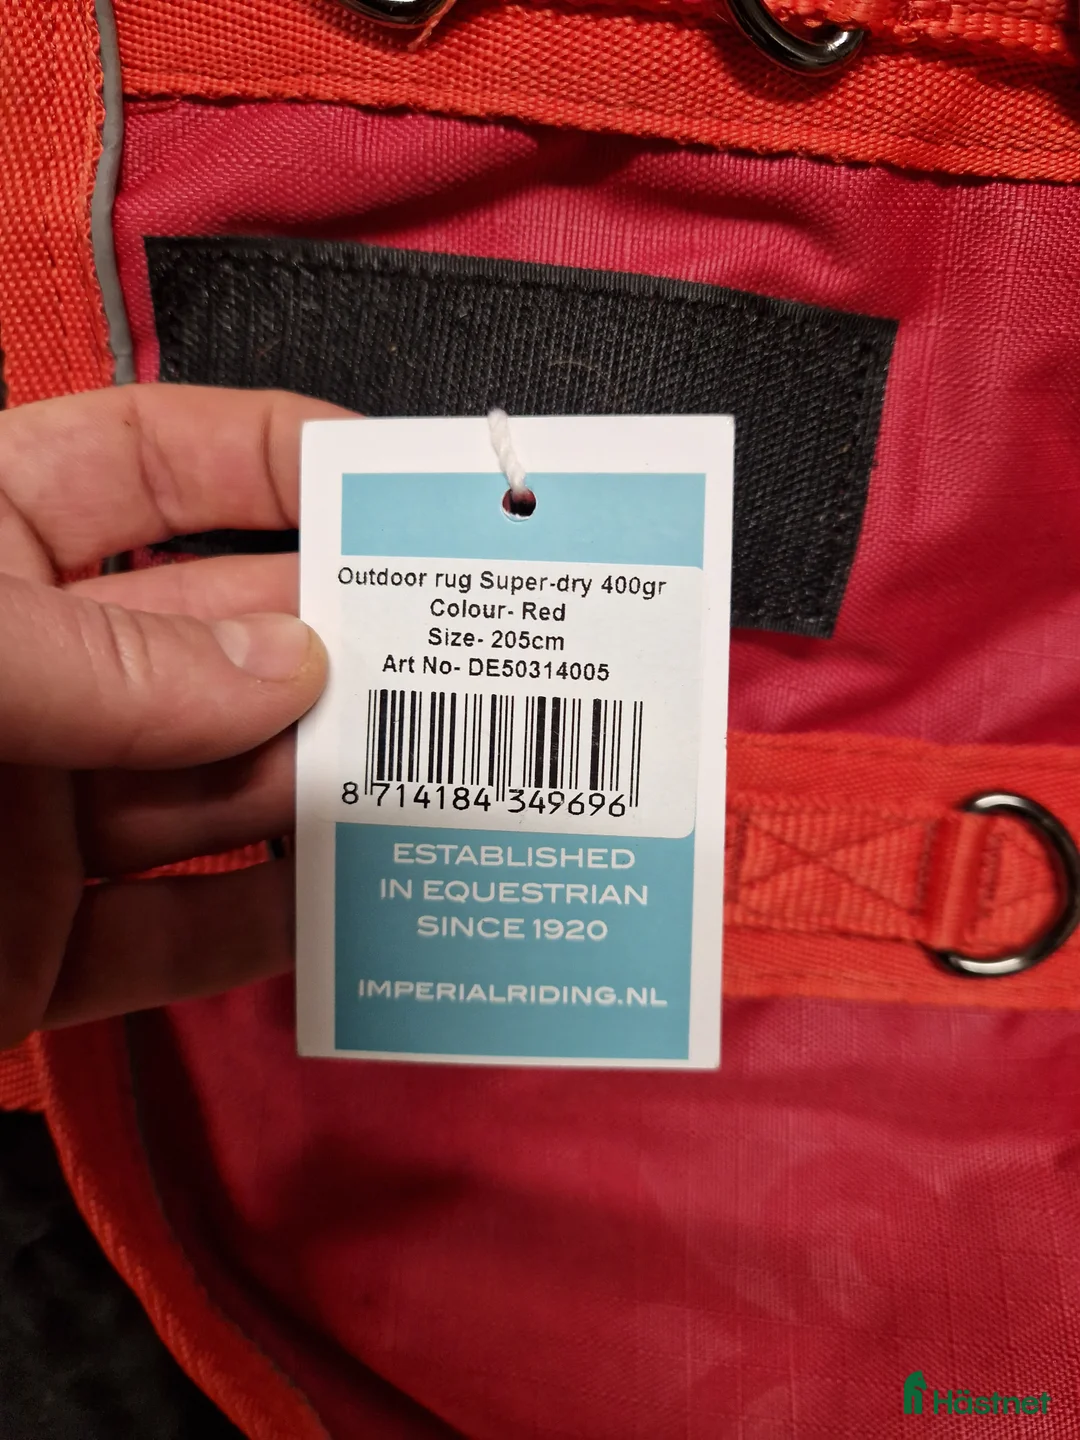 Outdoor rug Super-dry 400gr
Colour- Red
Size- 205cm
Art No- DE50314005
8 714184 349696
ESTABLISHED
IN EQUESTRIAN
SINCE 1920
IMPERIALRIDING.NL
Hästnet